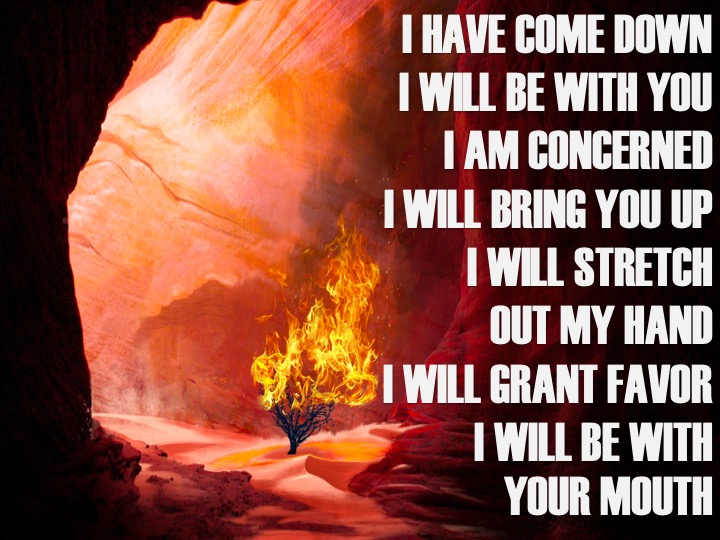 I HAVE COME DOWN
I WILL BE WITH YOU
I AM CONCERNED
I WILL BRING YOU UP
I WILL STRETCH
OUT MY HAND
I WILL GRANT FAVOR
I WILL BE WITH
YOUR MOUTH